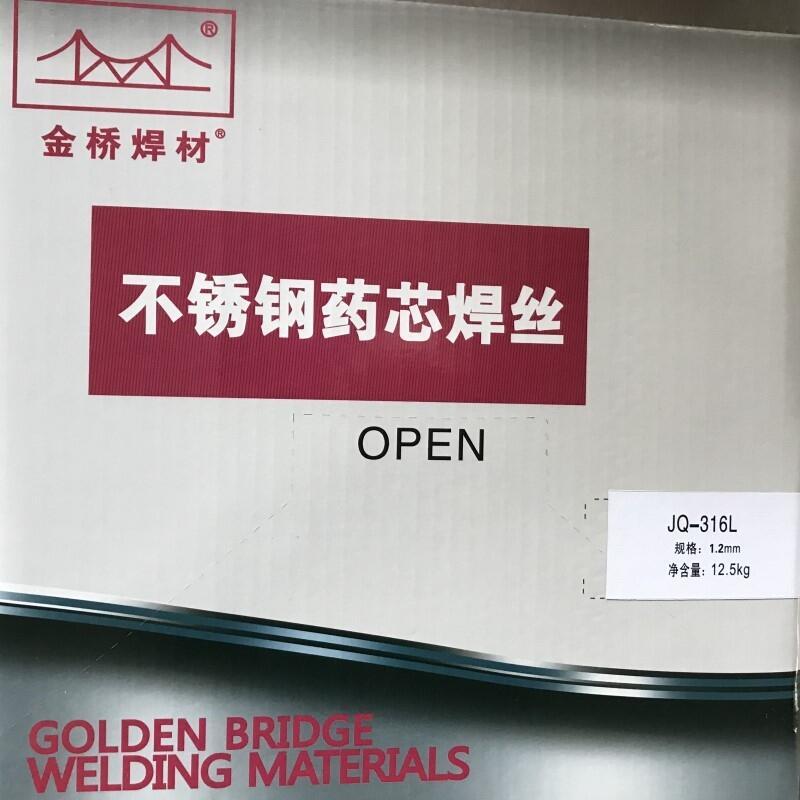 ®
金桥焊材®
不锈钢药芯焊丝
OPEN
JQ-316L
规格：1.2mm
净含量：12.5kg
GOLDEN BRIDGE
WELDING MATERIALS